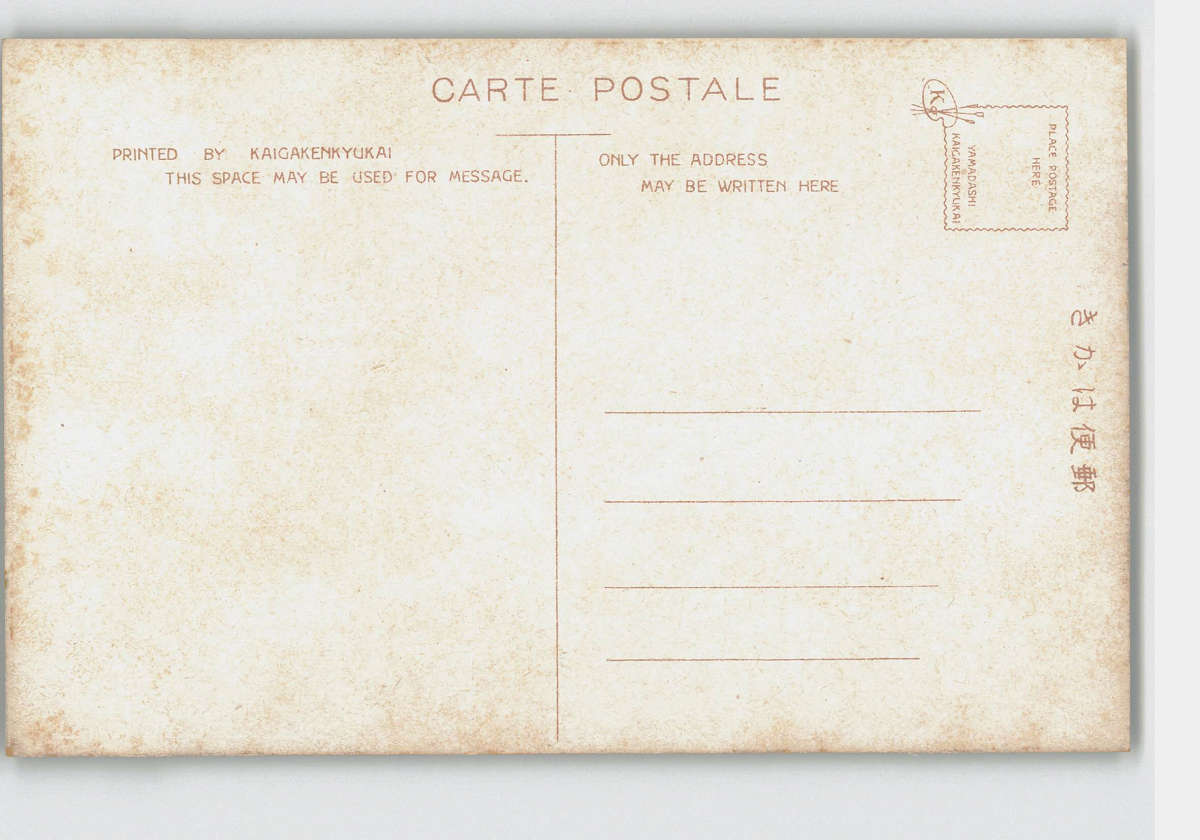 CARTE POSTALE
PRINTED BY KAIGAKENKYUKAI
THIS SPACE MAY BE USED FOR MESSAGE.
ONLY THE ADDRESS
MAY BE WRITTEN HERE
K
PLACE POSTAGE
HERE
YAMADASHI
KAIGAKENKYUKAI
郵便はかき